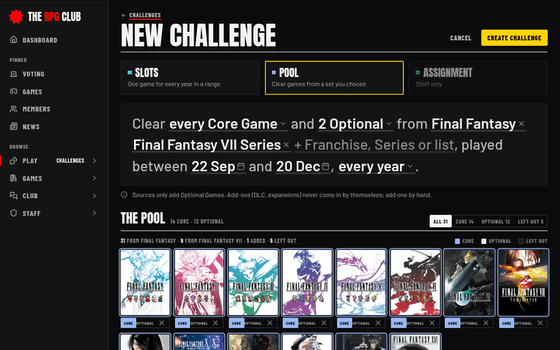 THE RPG CLUB
DASHBOARD
PINNED
VOTING
GAMES
MEMBERS
NEWS
BROWSE
PLAY CHALLENGES
GAMES
CLUB
STAFF
← CHALLENGES
NEW CHALLENGE
CANCEL
CREATE CHALLENGE
SLOTS
One game for every year in a range
POOL
Clear games from a set you choose
ASSIGNMENT
Staff only
Clear every Core Game and 2 Optional from Final Fantasy ×
Final Fantasy VII Series × + Franchise, Series or list, played
between 22 Sep and 20 Dec, every year.
Sources only add Optional Games. Add-ons (DLC, expansions) never come in by themselves; add one by hand.
THE POOL 14 CORE · 12 OPTIONAL
ALL 31 CORE 14 OPTIONAL 12 LEFT OUT 5
31 FROM FINAL FANTASY · 9 FROM FINAL FANTASY VII · 1 ADDED · 5 LEFT OUT
CORE OPTIONAL LEFT OUT
FINAL FANTASY FINAL FANTASY FINAL FANTASY FINAL FANTASY FINAL FANTASY FINAL FANTASY
CORE OPTIONAL × CORE OPTIONAL × CORE OPTIONAL × CORE OPTIONAL × CORE OPTIONAL × CORE OPTIONAL × CORE OPTIONAL × CORE OPTIONAL ×